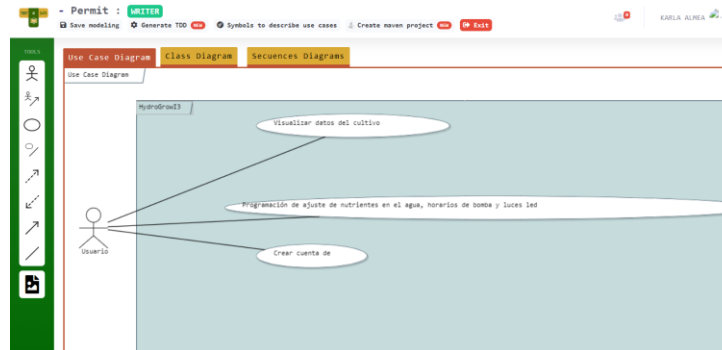 - Permit : WRITER
Save modeling Generate TDD NEW Symbols to describe use cases Create maven project NEW Exit
KARLA ALMEA
TOOLS
Use Case Diagram Class Diagram Secuences Diagrams
Use Case Diagram
HydroGrowI3
Visualizar datos del cultivo
Programación de ajuste de nutrientes en el agua, horarios de bomba y luces led
Usuario
Crear cuenta de